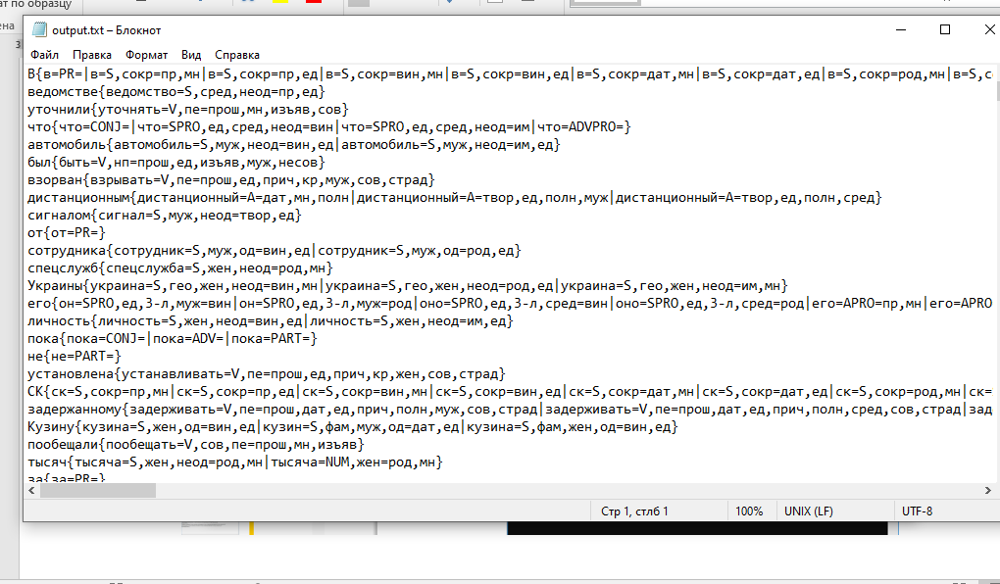 ат по образцу
output.txt – Блокнот
Файл Правка Формат Вид Справка
В{в=PR=|в=S,сокр=пр,мн|в=S,сокр=пр,ед|в=S,сокр=вин,мн|в=S,сокр=вин,ед|в=S,сокр=дат,мн|в=S,сокр=дат,ед|в=S,сокр=род,мн|в=S,с
ведомстве{ведомство=S,сред,неод=пр,ед}
уточнили{уточнять=V,пе=прош,мн,изъяв,сов}
что{что=CONJ=|что=SPRO,ед,сред,неод=вин|что=SPRO,ед,сред,неод=им|что=ADVPRO=}
автомобиль{автомобиль=S,муж,неод=вин,ед|автомобиль=S,муж,неод=им,ед}
был{быть=V,нп=прош,ед,изъяв,муж,несов}
взорван{взрывать=V,пе=прош,ед,прич,кр,муж,сов,страд}
дистанционным{дистанционный=A=дат,мн,полн|дистанционный=A=твор,ед,полн,муж|дистанционный=A=твор,ед,полн,сред}
сигналом{сигнал=S,муж,неод=твор,ед}
от{от=PR=}
сотрудника{сотрудник=S,муж,од=вин,ед|сотрудник=S,муж,од=род,ед}
спецслужб{спецслужба=S,жен,неод=род,мн}
Украины{украина=S,гео,жен,неод=вин,мн|украина=S,гео,жен,неод=род,ед|украина=S,гео,жен,неод=им,мн}
его{он=SPRO,ед,3-л,муж=вин|он=SPRO,ед,3-л,муж=род|оно=SPRO,ед,3-л,сред=вин|оно=SPRO,ед,3-л,сред=род|его=APRO=пр,мн|его=APRO
личность{личность=S,жен,неод=вин,ед|личность=S,жен,неод=им,ед}
пока{пока=CONJ=|пока=ADV=|пока=PART=}
не{не=PART=}
установлена{устанавливать=V,пе=прош,ед,прич,кр,жен,сов,страд}
СК{ск=S,сокр=пр,мн|ск=S,сокр=пр,ед|ск=S,сокр=вин,мн|ск=S,сокр=вин,ед|ск=S,сокр=дат,мн|ск=S,сокр=дат,ед|ск=S,сокр=род,мн|ск=
задержанному{задерживать=V,пе=прош,дат,ед,прич,полн,муж,сов,страд|задерживать=V,пе=прош,дат,ед,прич,полн,сред,сов,страд|зад
Кузину{кузина=S,жен,од=вин,ед|кузин=S,фам,муж,од=дат,ед|кузина=S,фам,жен,од=вин,ед}
пообещали{пообещать=V,сов,пе=прош,мн,изъяв}
тысяч{тысяча=S,жен,неод=род,мн|тысяча=NUM,жен=род,мн}
за{за=PR=}
Стр 1, стлб 1 100% UNIX (LF) UTF-8